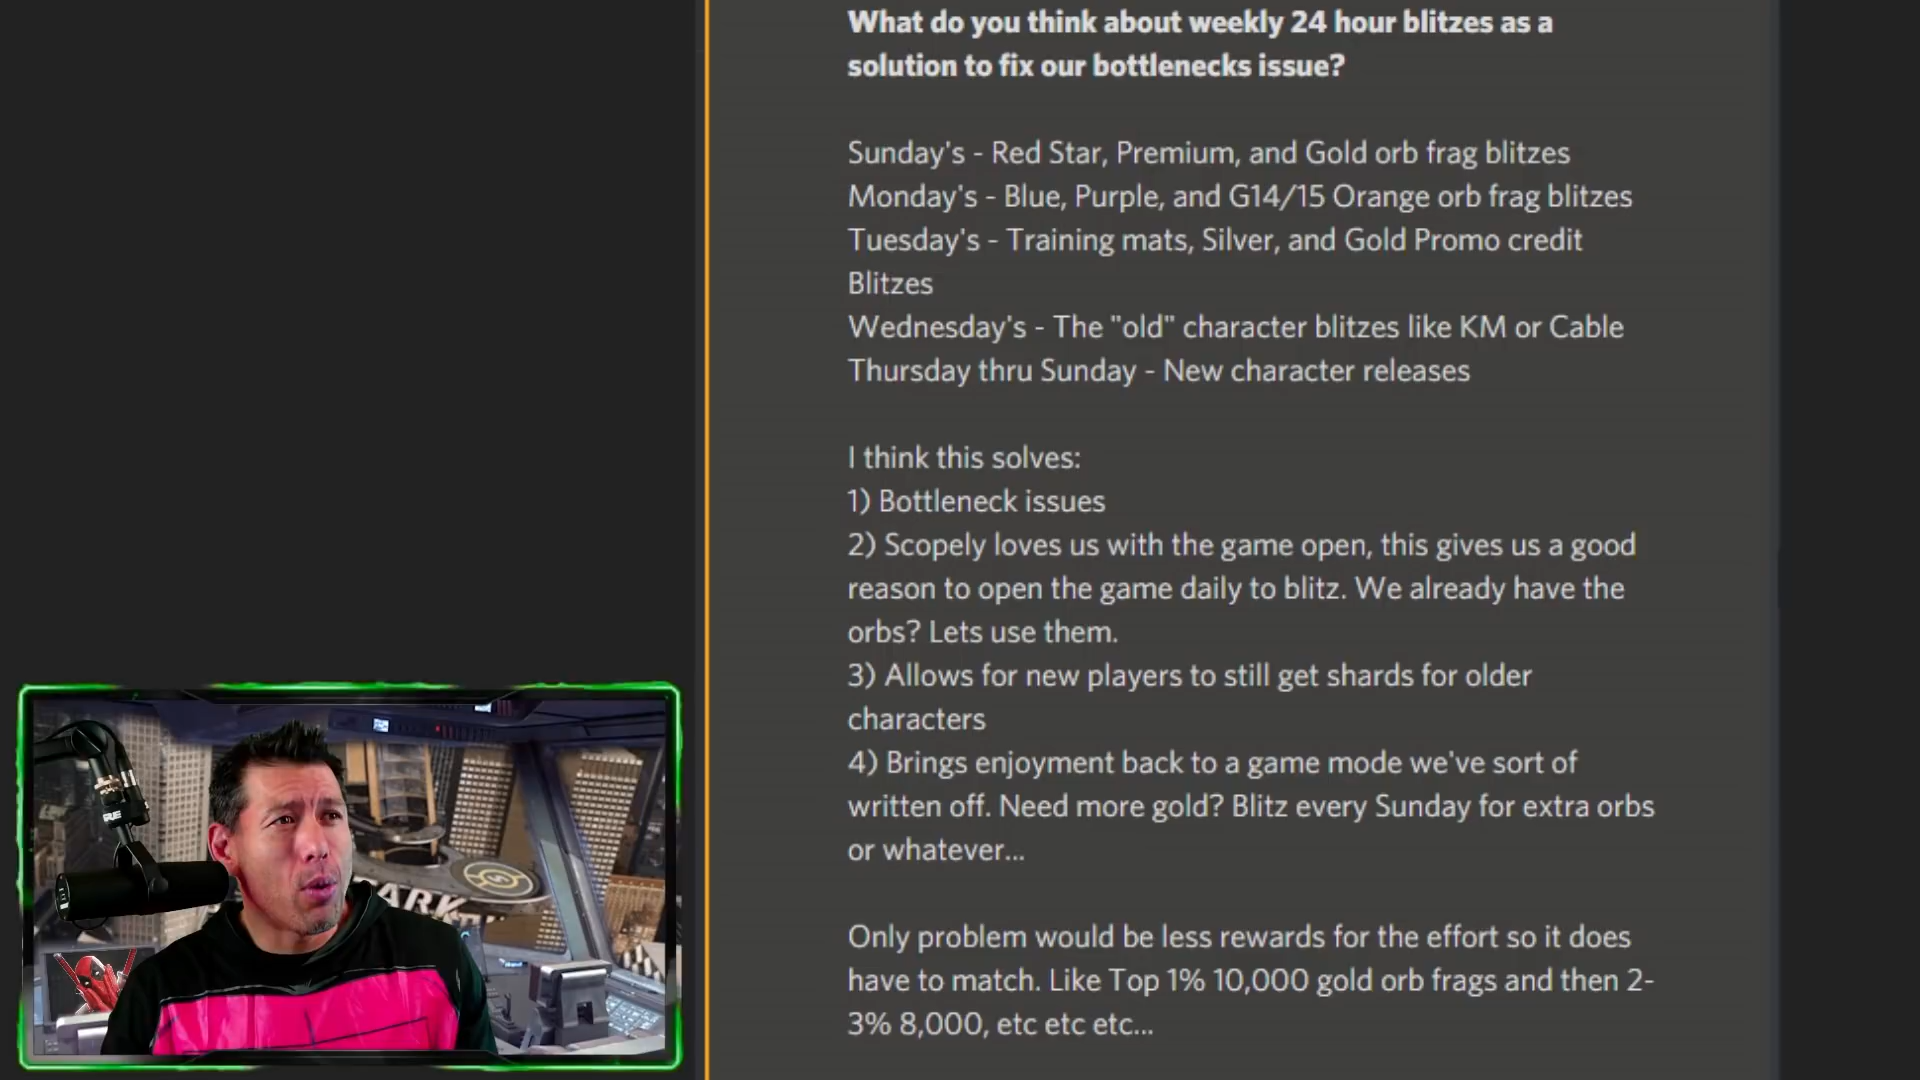 What do you think about weekly 24 hour blitzes as a
solution to fix our bottlenecks issue?
Sunday's - Red Star, Premium, and Gold orb frag blitzes
Monday's - Blue, Purple, and G14/15 Orange orb frag blitzes
Tuesday's - Training mats, Silver, and Gold Promo credit
Blitzes
Wednesday's - The "old" character blitzes like KM or Cable
Thursday thru Sunday - New character releases
I think this solves:
1) Bottleneck issues
2) Scopely loves us with the game open, this gives us a good
reason to open the game daily to blitz. We already have the
orbs? Lets use them.
3) Allows for new players to still get shards for older
characters
4) Brings enjoyment back to a game mode we've sort of
written off. Need more gold? Blitz every Sunday for extra orbs
or whatever...
Only problem would be less rewards for the effort so it does
have to match. Like Top 1% 10,000 gold orb frags and then 2-
3% 8,000, etc etc etc...